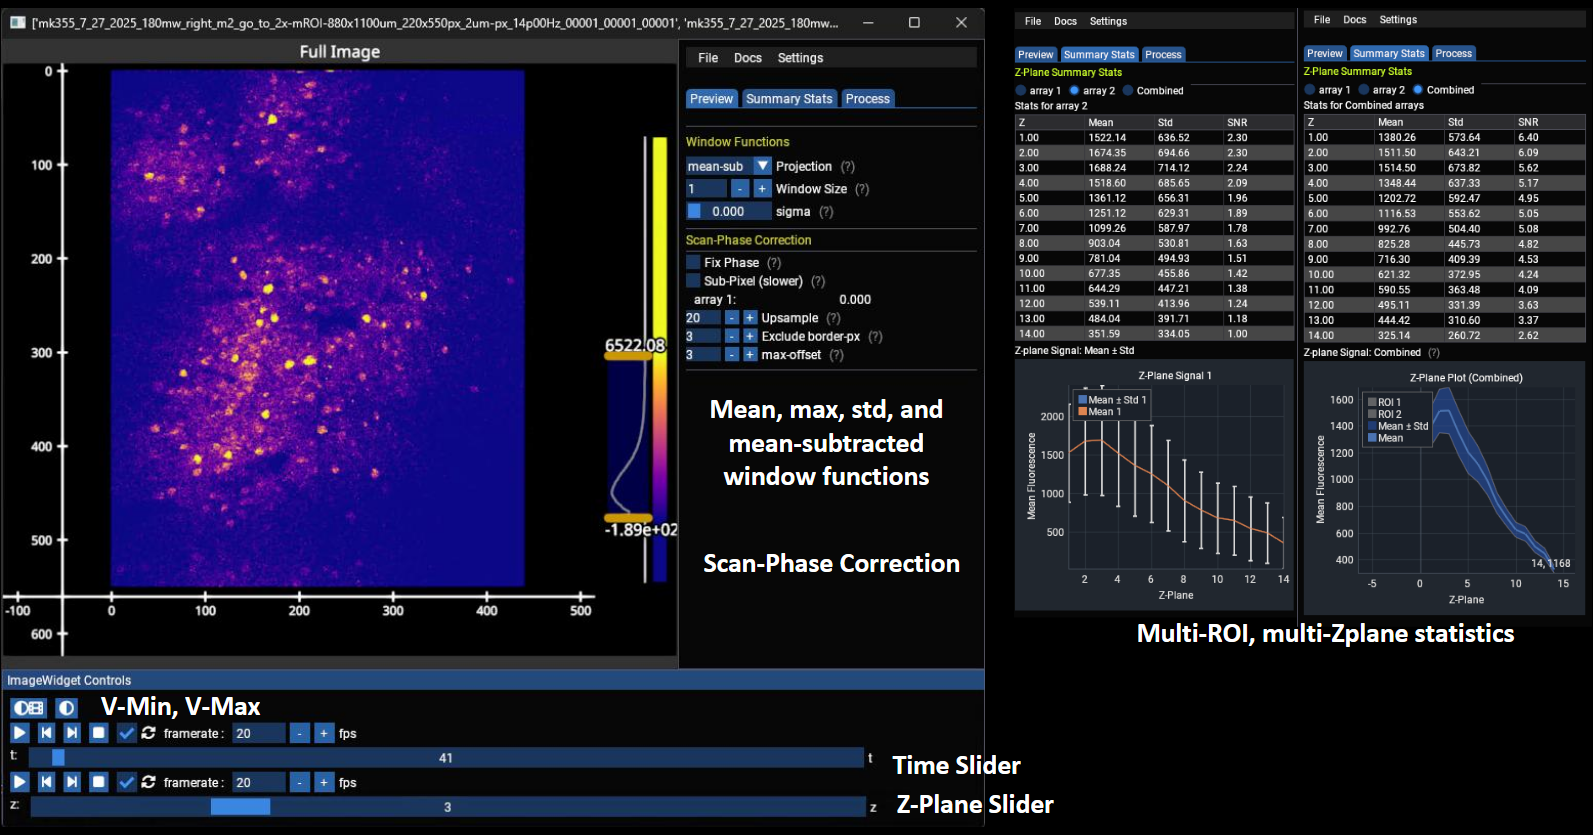 ['mk355_7_27_2025_180mw_right_m2_go_to_2x-mROI-880x1100um_220x550px_2um-px_14p00Hz_00001_00001_00001', 'mk355_7_27_2025_180mw...
Full Image
0
100
200
300
400
500
600
-100
0
100
200
300
400
500
6522.08
-1.89e+02
File Docs Settings
Preview Summary Stats Process
Window Functions
mean-sub Projection (?)
1 - + Window Size (?)
0.000 sigma (?)
Scan-Phase Correction
Fix Phase (?)
Sub-Pixel (slower) (?)
array 1: 0.000
20 - + Upsample (?)
3 - + Exclude border-px (?)
3 - + max-offset (?)
Mean, max, std, and
mean-subtracted
window functions
Scan-Phase Correction
ImageWidget Controls
V-Min, V-Max
framerate: 20 - + fps
t: 41 t
Time Slider
framerate: 20 - + fps
z: 3 z
Z-Plane Slider
File Docs Settings
Preview Summary Stats Process
Z-Plane Summary Stats
array 1 array 2 Combined
Stats for array 2
Z Mean Std SNR
1.00 1522.14 636.52 2.30
2.00 1674.35 694.66 2.30
3.00 1688.24 714.12 2.24
4.00 1518.60 685.65 2.09
5.00 1361.12 656.31 1.96
6.00 1251.12 629.31 1.89
7.00 1099.26 587.97 1.78
8.00 903.04 530.81 1.63
9.00 781.04 494.93 1.51
10.00 677.35 455.86 1.42
11.00 644.29 447.21 1.38
12.00 539.11 413.96 1.24
13.00 484.04 391.71 1.18
14.00 351.59 334.05 1.00
Z-plane Signal: Mean ± Std
Z-Plane Signal 1
Mean ± Std 1
Mean 1
Mean Fluorescence
2000
1500
1000
500
2 4 6 8 10 12 14
Z-Plane
File Docs Settings
Preview Summary Stats Process
Z-Plane Summary Stats
array 1 array 2 Combined
Stats for Combined arrays
Z Mean Std SNR
1.00 1380.26 573.64 6.40
2.00 1511.50 643.21 6.09
3.00 1514.50 673.82 5.62
4.00 1348.44 637.33 5.17
5.00 1202.72 592.47 4.95
6.00 1116.53 553.62 5.05
7.00 992.76 504.40 5.08
8.00 825.28 445.73 4.82
9.00 716.30 409.39 4.53
10.00 621.32 372.95 4.24
11.00 590.55 363.48 4.09
12.00 495.11 331.39 3.63
13.00 444.42 310.60 3.37
14.00 325.14 260.72 2.62
Z-plane Signal: Combined (?)
Z-Plane Plot (Combined)
ROI 1
ROI 2
Mean ± Std
Mean
Mean Fluorescence
1600
1400
1200
1000
800
600
400
14, 1168
-5 0 5 10 15
Z-Plane
Multi-ROI, multi-Zplane statistics